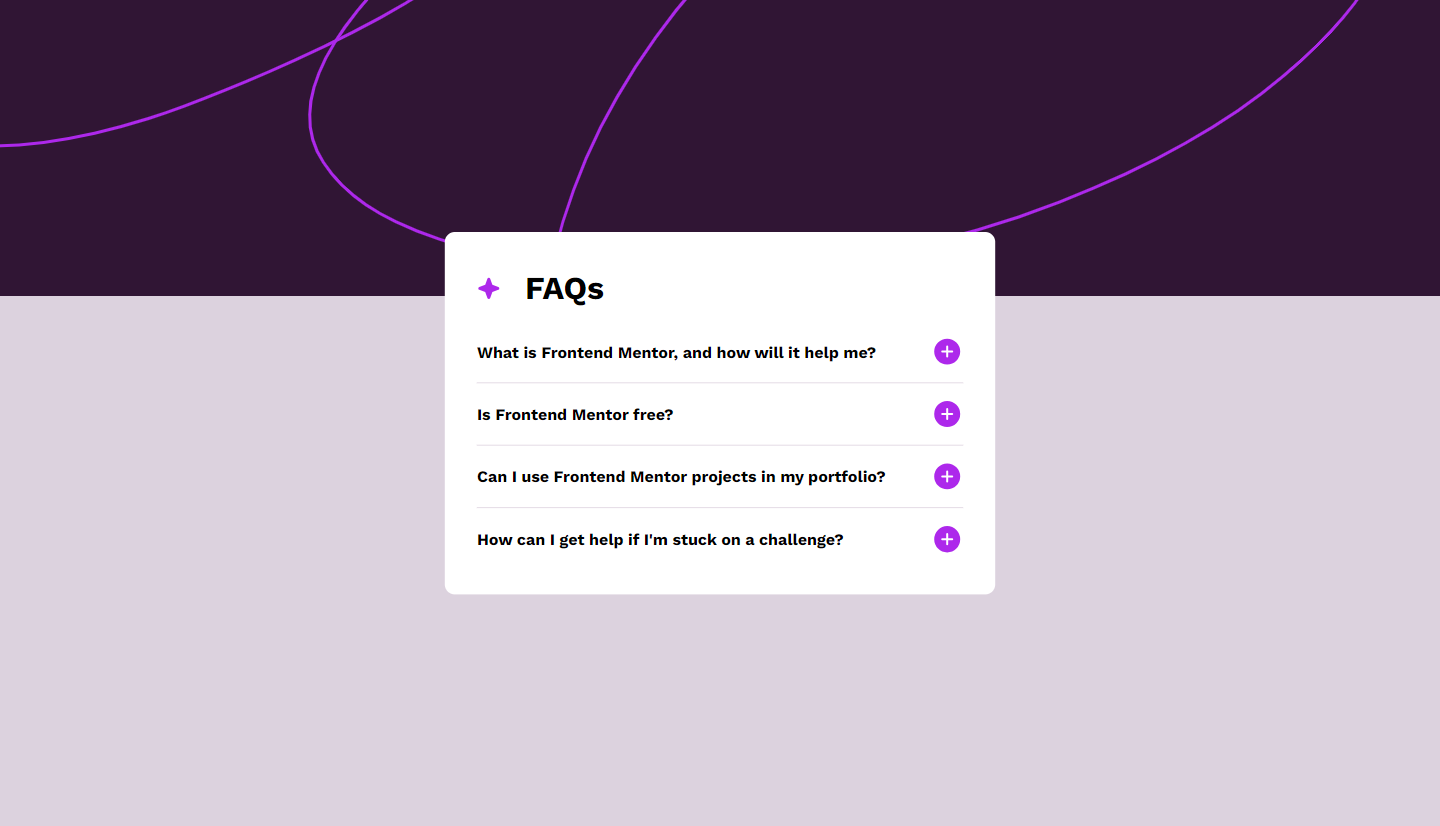 FAQs
What is Frontend Mentor, and how will it help me?
Is Frontend Mentor free?
Can I use Frontend Mentor projects in my portfolio?
How can I get help if I'm stuck on a challenge?